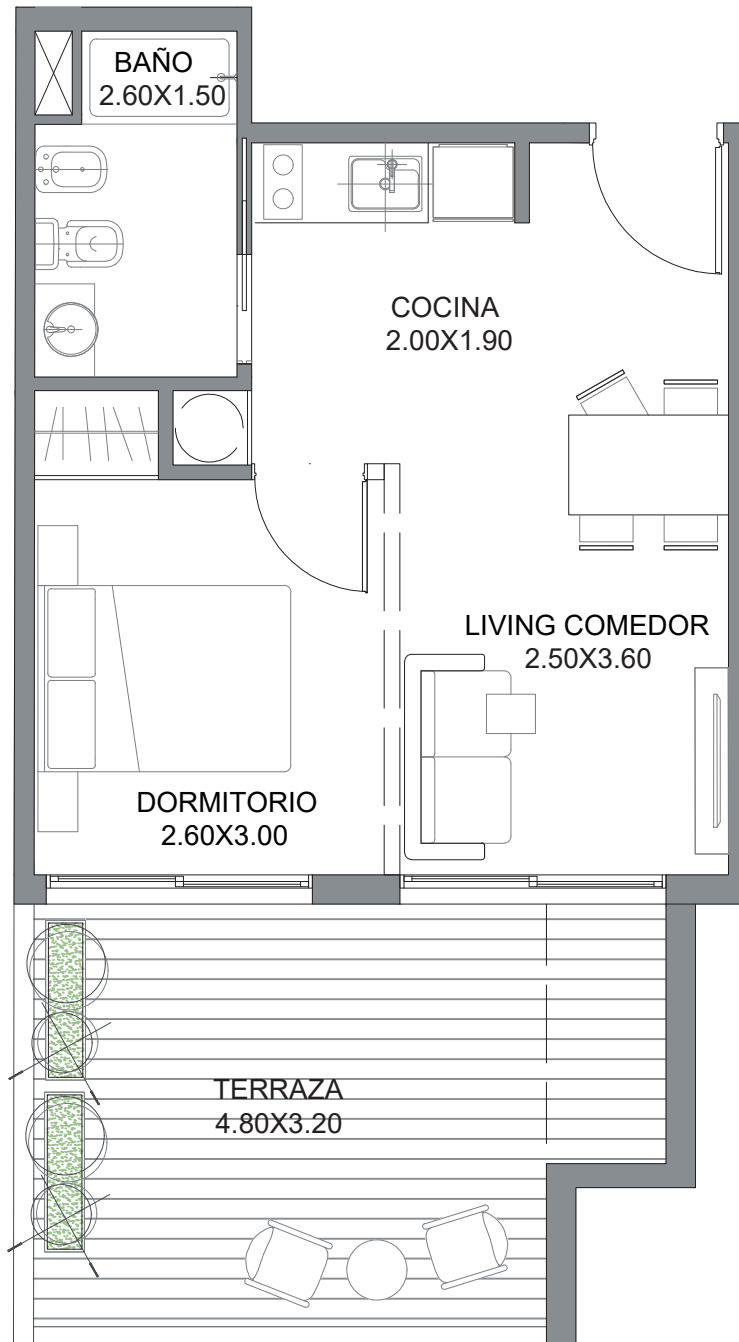 BAÑO
2.60X1.50
COCINA
2.00X1.90
LIVING COMEDOR
2.50X3.60
DORMITORIO
2.60X3.00
TERRAZA
4.80X3.20